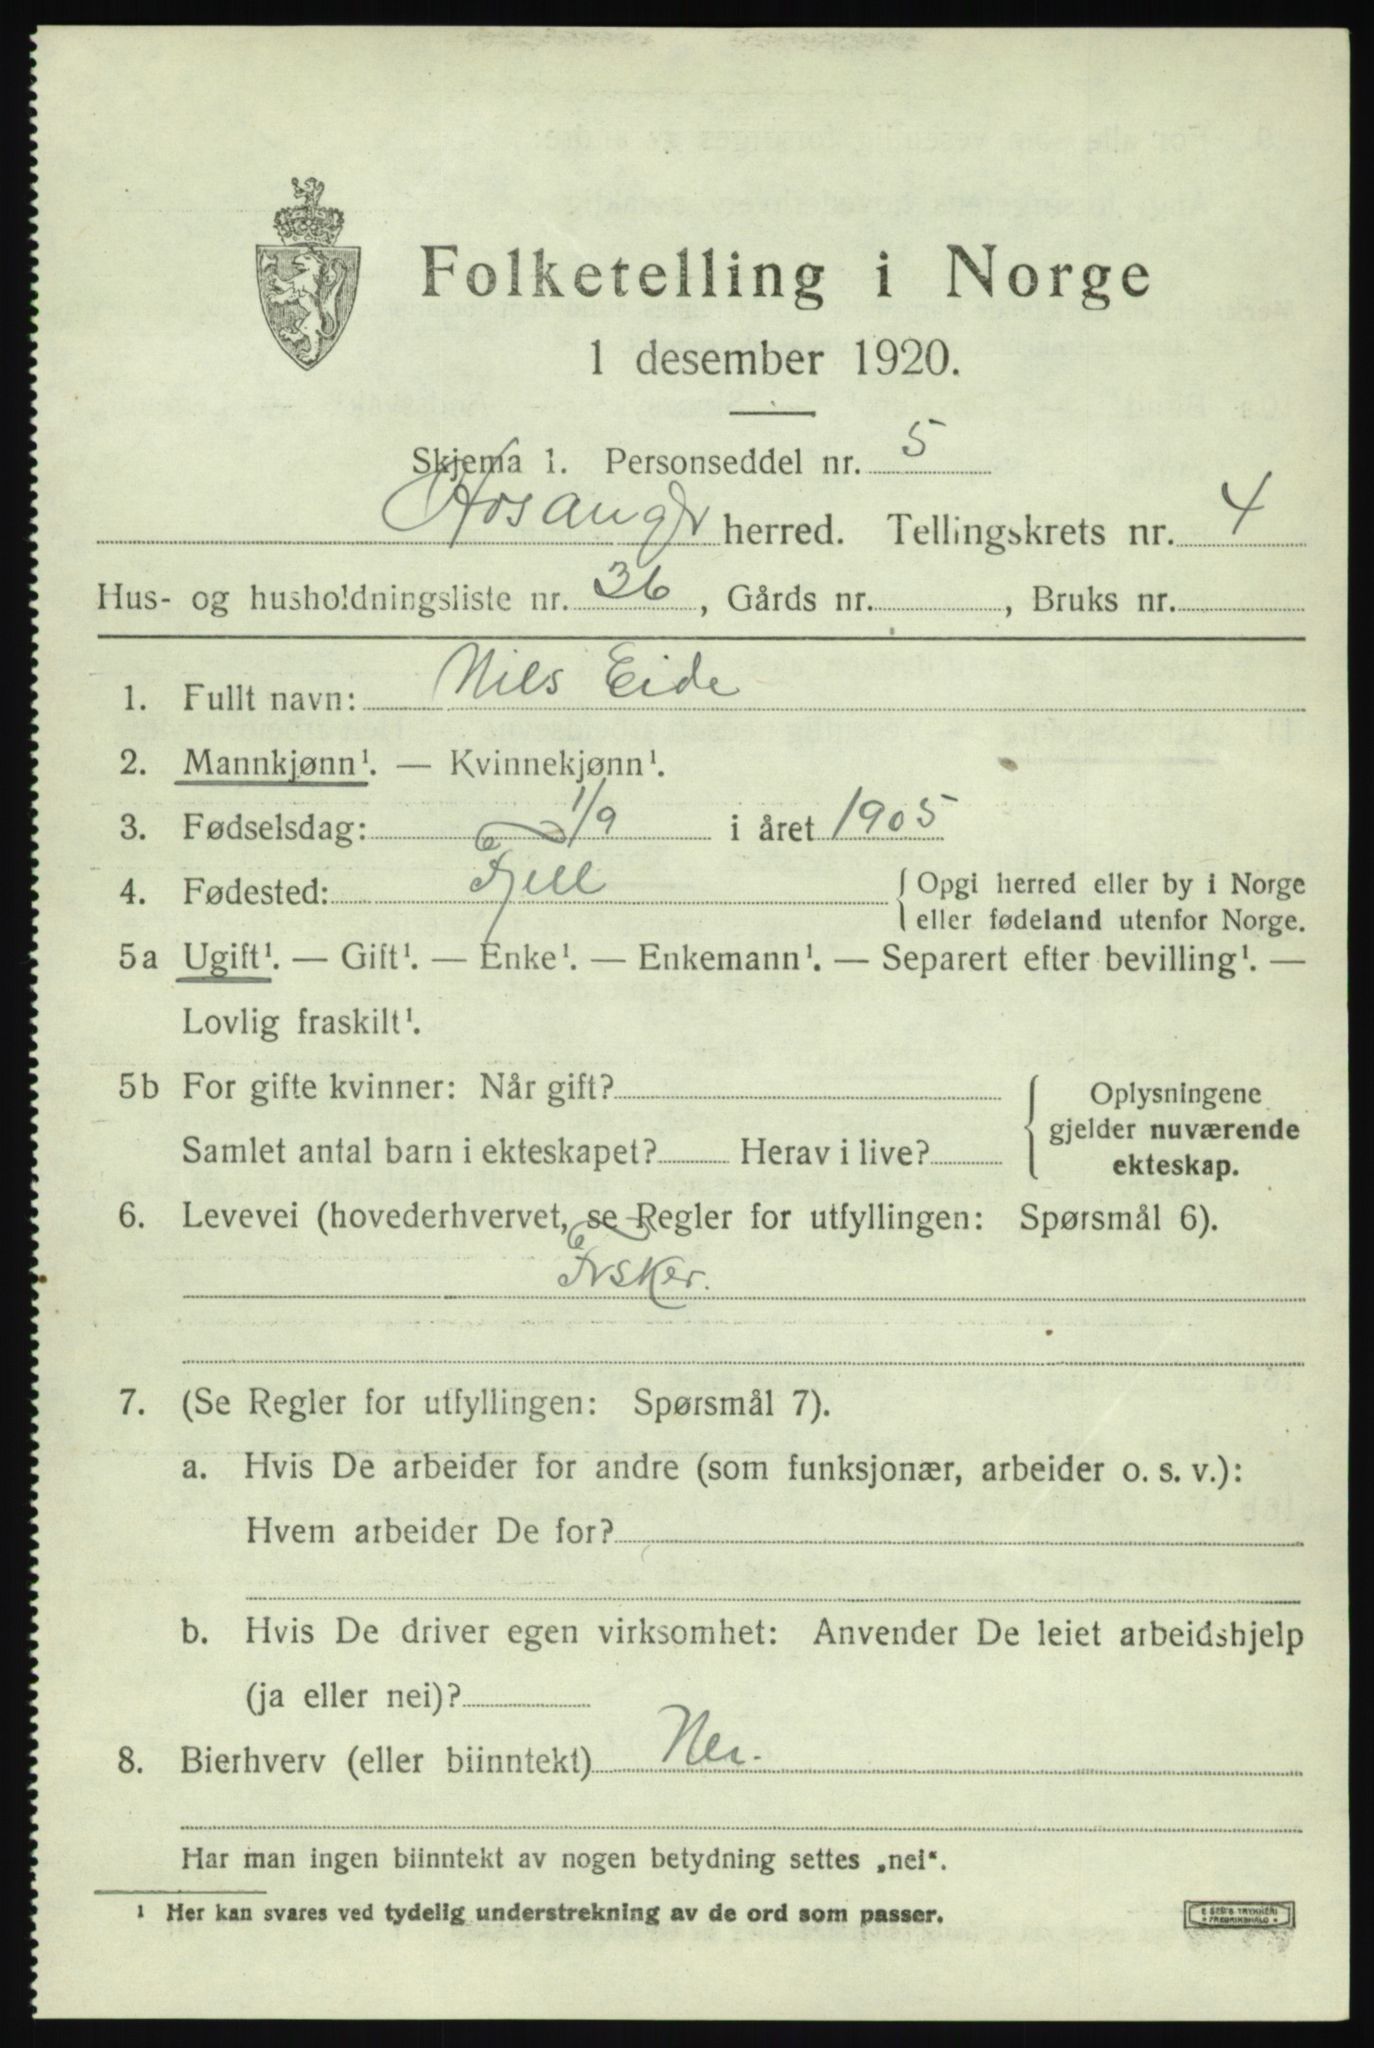 Folketelling i Norge
1 desember 1920.
Skjema 1. Personseddel nr. 5
Hosanger herred. Tellingskrets nr. 4
Hus- og husholdningsliste nr. 36, Gårds nr. , Bruks nr.
1. Fullt navn: Nils Eide
2. Mannkjønn¹. — Kvinnekjønn¹.
3. Fødselsdag: 1/9 i året 1905
4. Fødested: Fjell { Opgi herred eller by i Norge
eller fødeland utenfor Norge.
5a Ugift¹. — Gift¹. — Enke¹. — Enkemann¹. — Separert efter bevilling¹. —
Lovlig fraskilt¹.
5b For gifte kvinner: Når gift? { Oplysningene
gjelder nuværende
Samlet antal barn i ekteskapet? Herav i live? ekteskap.
6. Levevei (hovederhvervet, se Regler for utfyllingen: Spørsmål 6).
Fisker.
7. (Se Regler for utfyllingen: Spørsmål 7).
a. Hvis De arbeider for andre (som funksjonær, arbeider o. s. v.):
Hvem arbeider De for?
b. Hvis De driver egen virksomhet: Anvender De leiet arbeidshjelp
(ja eller nei)?
8. Bierhverv (eller biinntekt) Nei.
Har man ingen biinntekt av nogen betydning settes „nei“.
¹ Her kan svares ved tydelig understrekning av de ord som passer.
E SEM'S TRYKKERI
FREDRIKSHALD